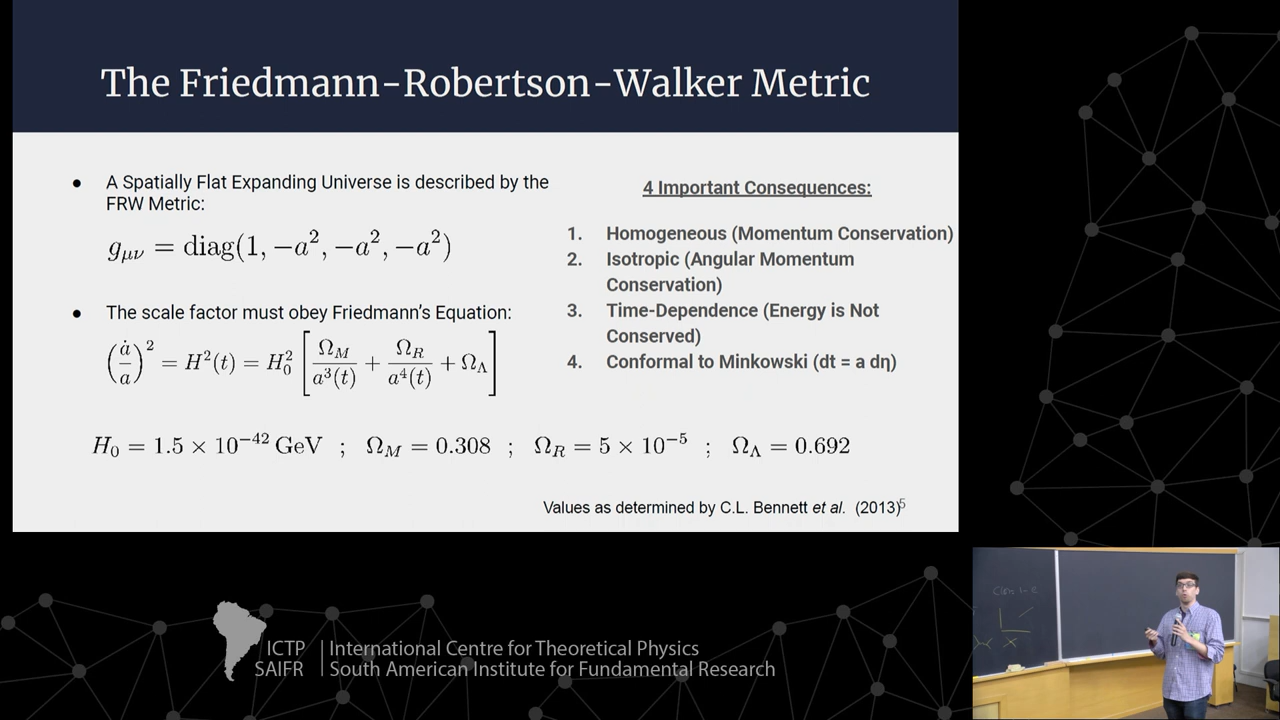 The Friedmann-Robertson-Walker Metric
● A Spatially Flat Expanding Universe is described by the
FRW Metric:
g_{μν} = diag(1, −a², −a², −a²)
● The scale factor must obey Friedmann's Equation:
(ȧ/a)² = H²(t) = H₀² [Ω_M/a³(t) + Ω_R/a⁴(t) + Ω_Λ]
4 Important Consequences:
1. Homogeneous (Momentum Conservation)
2. Isotropic (Angular Momentum
Conservation)
3. Time-Dependence (Energy is Not
Conserved)
4. Conformal to Minkowski (dt = a dη)
H₀ = 1.5 × 10⁻⁴² GeV ; Ω_M = 0.308 ; Ω_R = 5 × 10⁻⁵ ; Ω_Λ = 0.692
Values as determined by C.L. Bennett et al. (2013)
5
ICTP
SAIFR
International Centre for Theoretical Physics
South American Institute for Fundamental Research